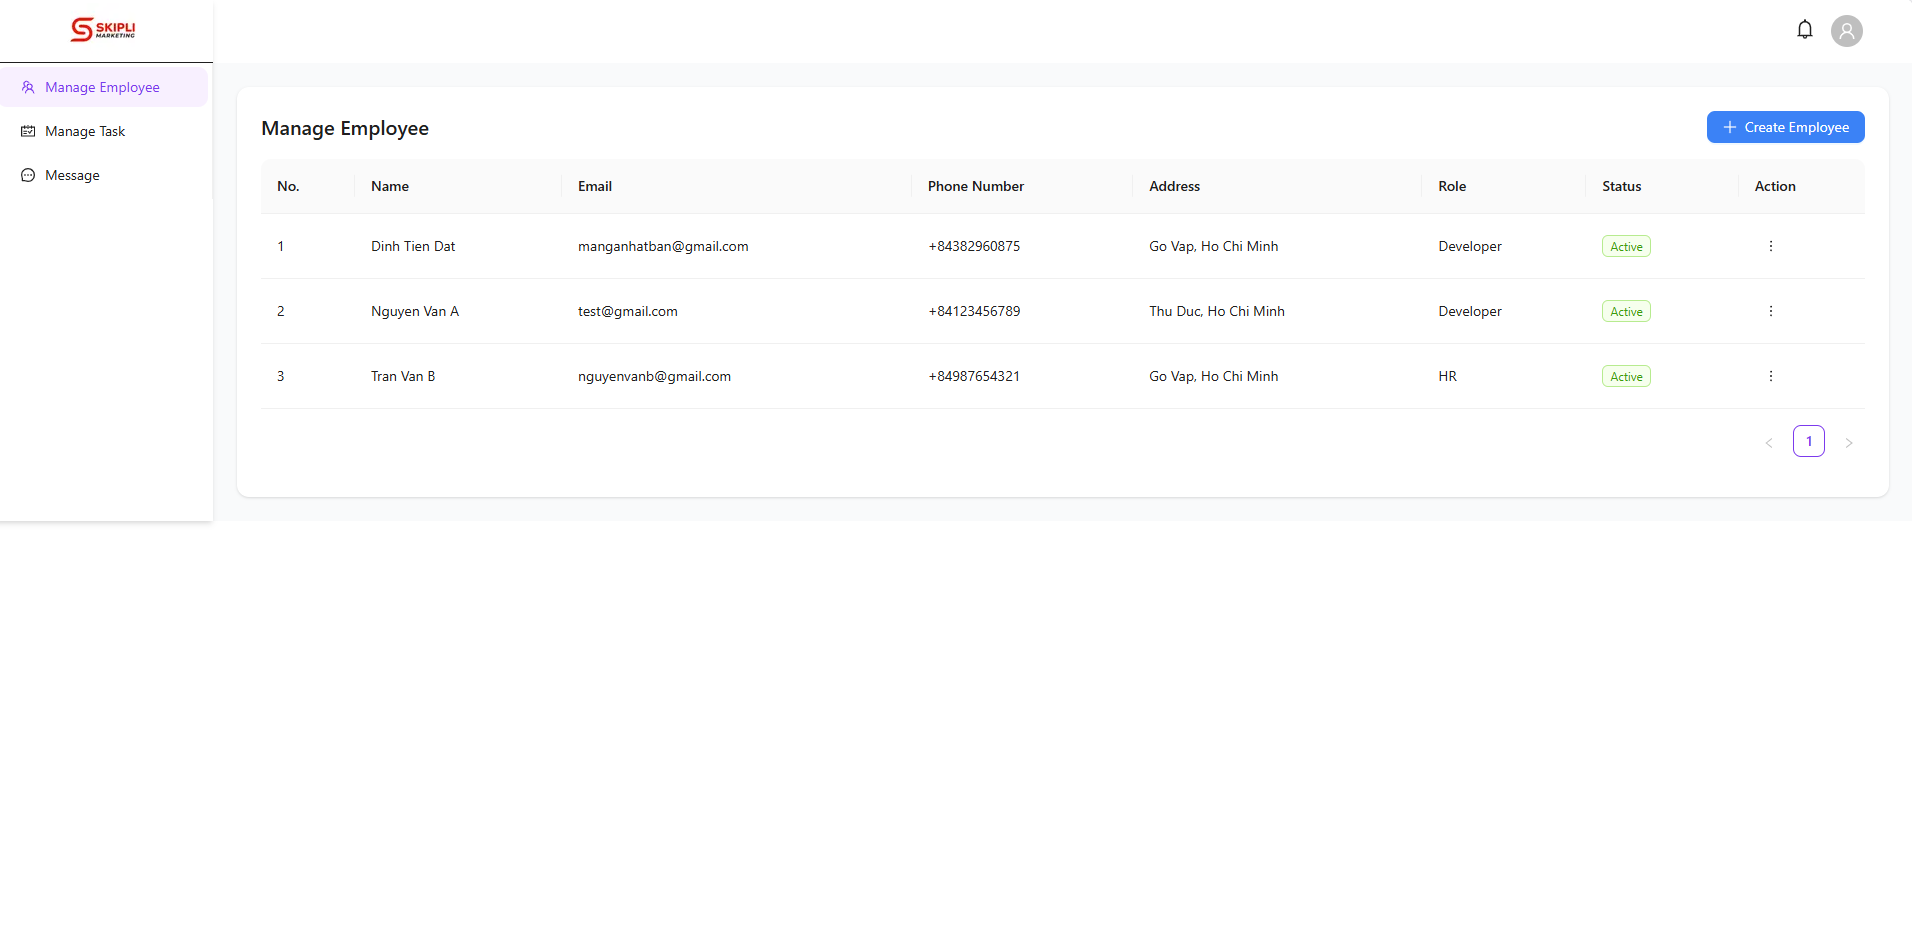 SKIPLI
MARKETING
Manage Employee
Manage Task
Message
Manage Employee
Create Employee
No. Name Email Phone Number Address Role Status Action
1 Dinh Tien Dat manganhatban@gmail.com +84382960875 Go Vap, Ho Chi Minh Developer Active
2 Nguyen Van A test@gmail.com +84123456789 Thu Duc, Ho Chi Minh Developer Active
3 Tran Van B nguyenvanb@gmail.com +84987654321 Go Vap, Ho Chi Minh HR Active
1